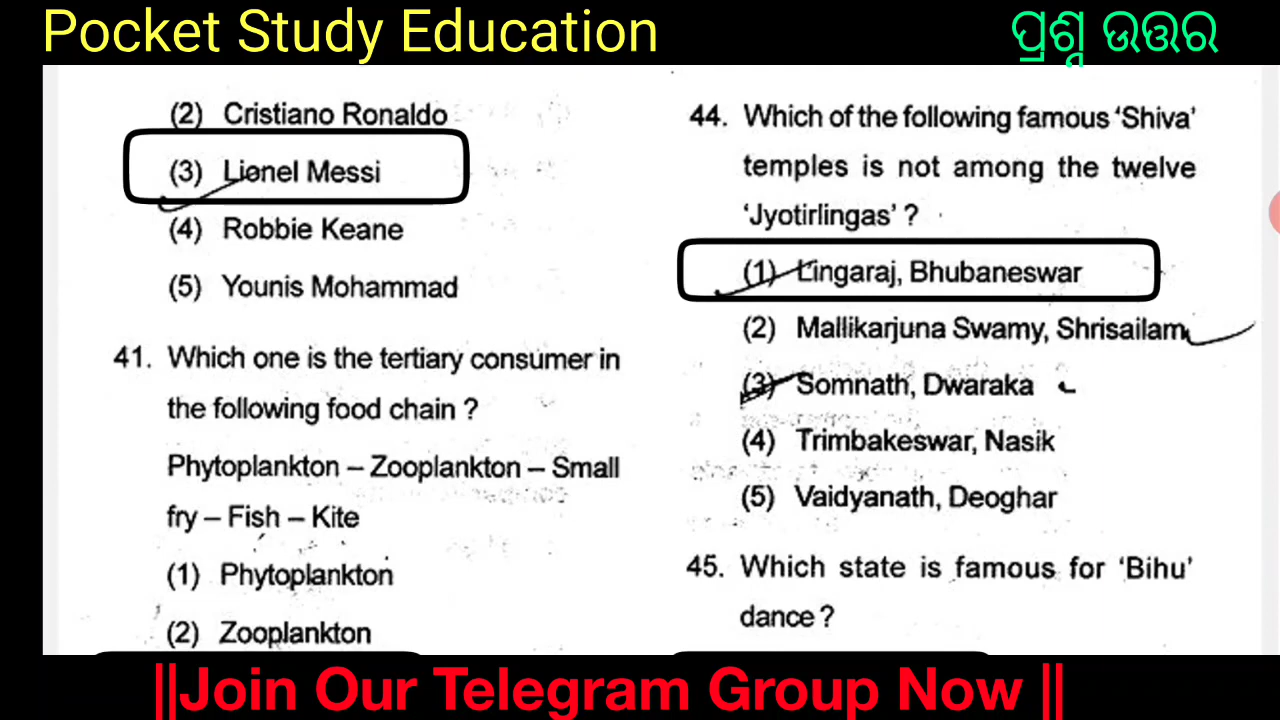 Pocket Study Education
ପ୍ରଶ୍ନ ଉତ୍ତର
(2) Cristiano Ronaldo
(3) Lionel Messi
(4) Robbie Keane
(5) Younis Mohammad
41. Which one is the tertiary consumer in
the following food chain ?
Phytoplankton – Zooplankton – Small
fry – Fish – Kite
(1) Phytoplankton
(2) Zooplankton
44. Which of the following famous ‘Shiva’
temples is not among the twelve
‘Jyotirlingas’ ?
(1) Lingaraj, Bhubaneswar
(2) Mallikarjuna Swamy, Shrisailam
(3) Somnath, Dwaraka
(4) Trimbakeswar, Nasik
(5) Vaidyanath, Deoghar
45. Which state is famous for ‘Bihu’
dance ?
||Join Our Telegram Group Now ||